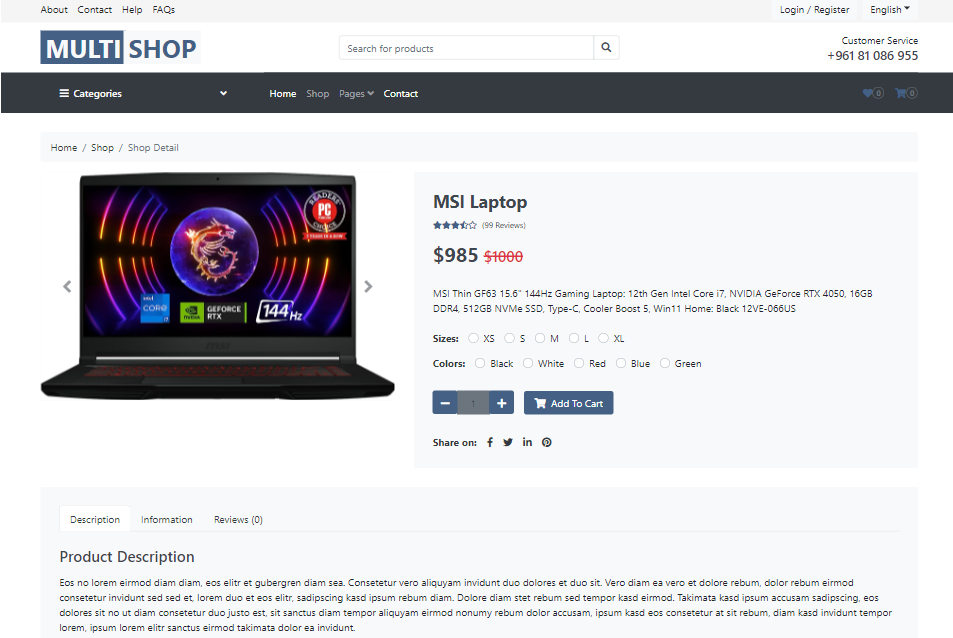 About Contact Help FAQs Login / Register English
MULTI SHOP
Search for products
Customer Service
+961 81 086 955
Categories Home Shop Pages Contact 0 0
Home / Shop / Shop Detail
READERS'
PC
CHOICE
intel
CORE
i7
NVIDIA
GEFORCE
RTX
144Hz
msi
MSI Laptop
(99 Reviews)
$985 $1000
MSI Thin GF63 15.6" 144Hz Gaming Laptop: 12th Gen Intel Core i7, NVIDIA GeForce RTX 4050, 16GB
DDR4, 512GB NVMe SSD, Type-C, Cooler Boost 5, Win11 Home: Black 12VE-066US
Sizes: XS S M L XL
Colors: Black White Red Blue Green
1 Add To Cart
Share on:
Description Information Reviews (0)
Product Description
Eos no lorem eirmod diam diam, eos elitr et gubergren diam sea. Consetetur vero aliquyam invidunt duo dolores et duo sit. Vero diam ea vero et dolore rebum, dolor rebum eirmod
consetetur invidunt sed sed et, lorem duo et eos elitr, sadipscing kasd ipsum rebum diam. Dolore diam stet rebum sed tempor kasd eirmod. Takimata kasd ipsum accusam sadipscing, eos
dolores sit no ut diam consetetur duo justo est, sit sanctus diam tempor aliquyam eirmod nonumy rebum dolor accusam, ipsum kasd eos consetetur at sit rebum, diam kasd invidunt tempor
lorem, ipsum lorem elitr sanctus eirmod takimata dolor ea invidunt.